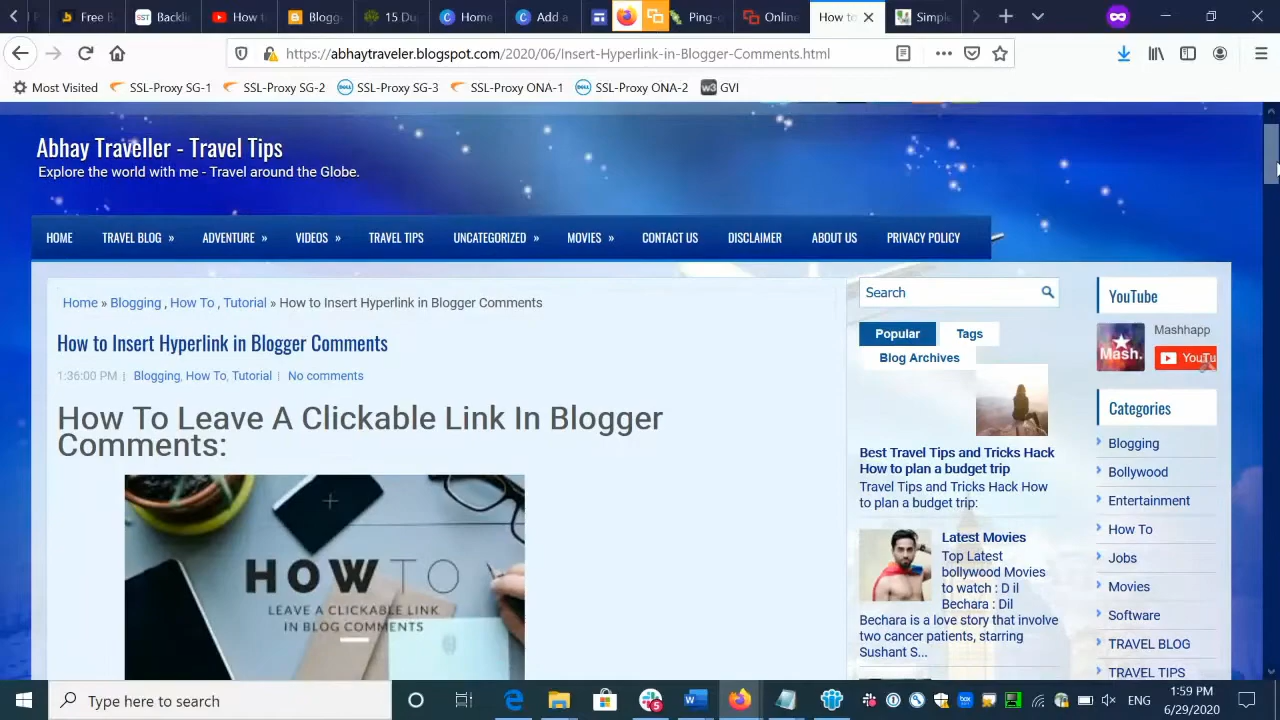 Free B
SST Backli
How t
Blogg
15 Du
Home
Add a
Ping-o
Online
How to
Simple
https://abhaytraveler.blogspot.com/2020/06/Insert-Hyperlink-in-Blogger-Comments.html
Most Visited
SSL-Proxy SG-1
SSL-Proxy SG-2
SSL-Proxy SG-3
SSL-Proxy ONA-1
SSL-Proxy ONA-2
w3 GVI
Abhay Traveller - Travel Tips
Explore the world with me - Travel around the Globe.
HOME TRAVEL BLOG » ADVENTURE » VIDEOS » TRAVEL TIPS UNCATEGORIZED » MOVIES » CONTACT US DISCLAIMER ABOUT US PRIVACY POLICY
Home » Blogging , How To , Tutorial » How to Insert Hyperlink in Blogger Comments
How to Insert Hyperlink in Blogger Comments
1:36:00 PM | Blogging, How To, Tutorial | No comments
How To Leave A Clickable Link In Blogger
Comments:
HOW TO
LEAVE A CLICKABLE LINK
IN BLOG COMMENTS
Search
Popular Tags
Blog Archives
Best Travel Tips and Tricks Hack
How to plan a budget trip
Travel Tips and Tricks Hack How
to plan a budget trip:
Latest Movies
Top Latest
bollywood Movies
to watch : D il
Bechara : Dil
Bechara is a love story that involve
two cancer patients, starring
Sushant S...
YouTube
Mash.
Mashhapp
YouTu
Categories
Blogging
Bollywood
Entertainment
How To
Jobs
Movies
Software
TRAVEL BLOG
TRAVEL TIPS
Type here to search
ENG
1:59 PM
6/29/2020